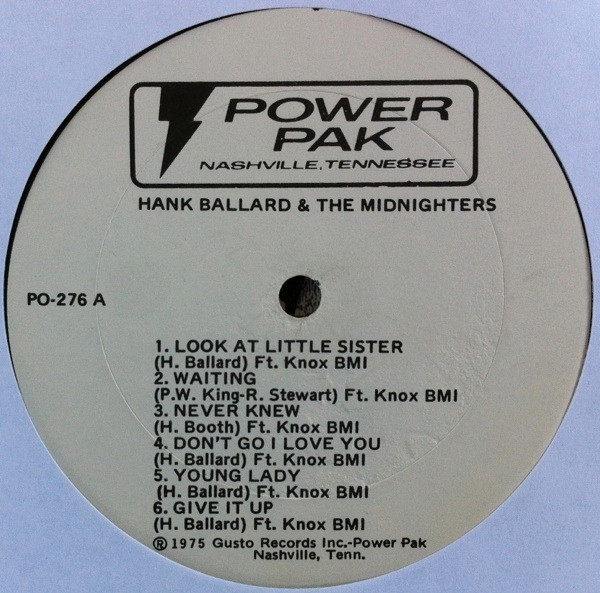 POWER
PAK
NASHVILLE, TENNESSEE
HANK BALLARD & THE MIDNIGHTERS
PO-276 A
1. LOOK AT LITTLE SISTER
(H. Ballard) Ft. Knox BMI
2. WAITING
(P.W. King-R. Stewart) Ft. Knox BMI
3. NEVER KNEW
(H. Booth) Ft. Knox BMI
4. DON'T GO I LOVE YOU
(H. Ballard) Ft. Knox BMI
5. YOUNG LADY
(H. Ballard) Ft. Knox BMI
6. GIVE IT UP
(H. Ballard) Ft. Knox BMI
® 1975 Gusto Records Inc.-Power Pak
Nashville, Tenn.